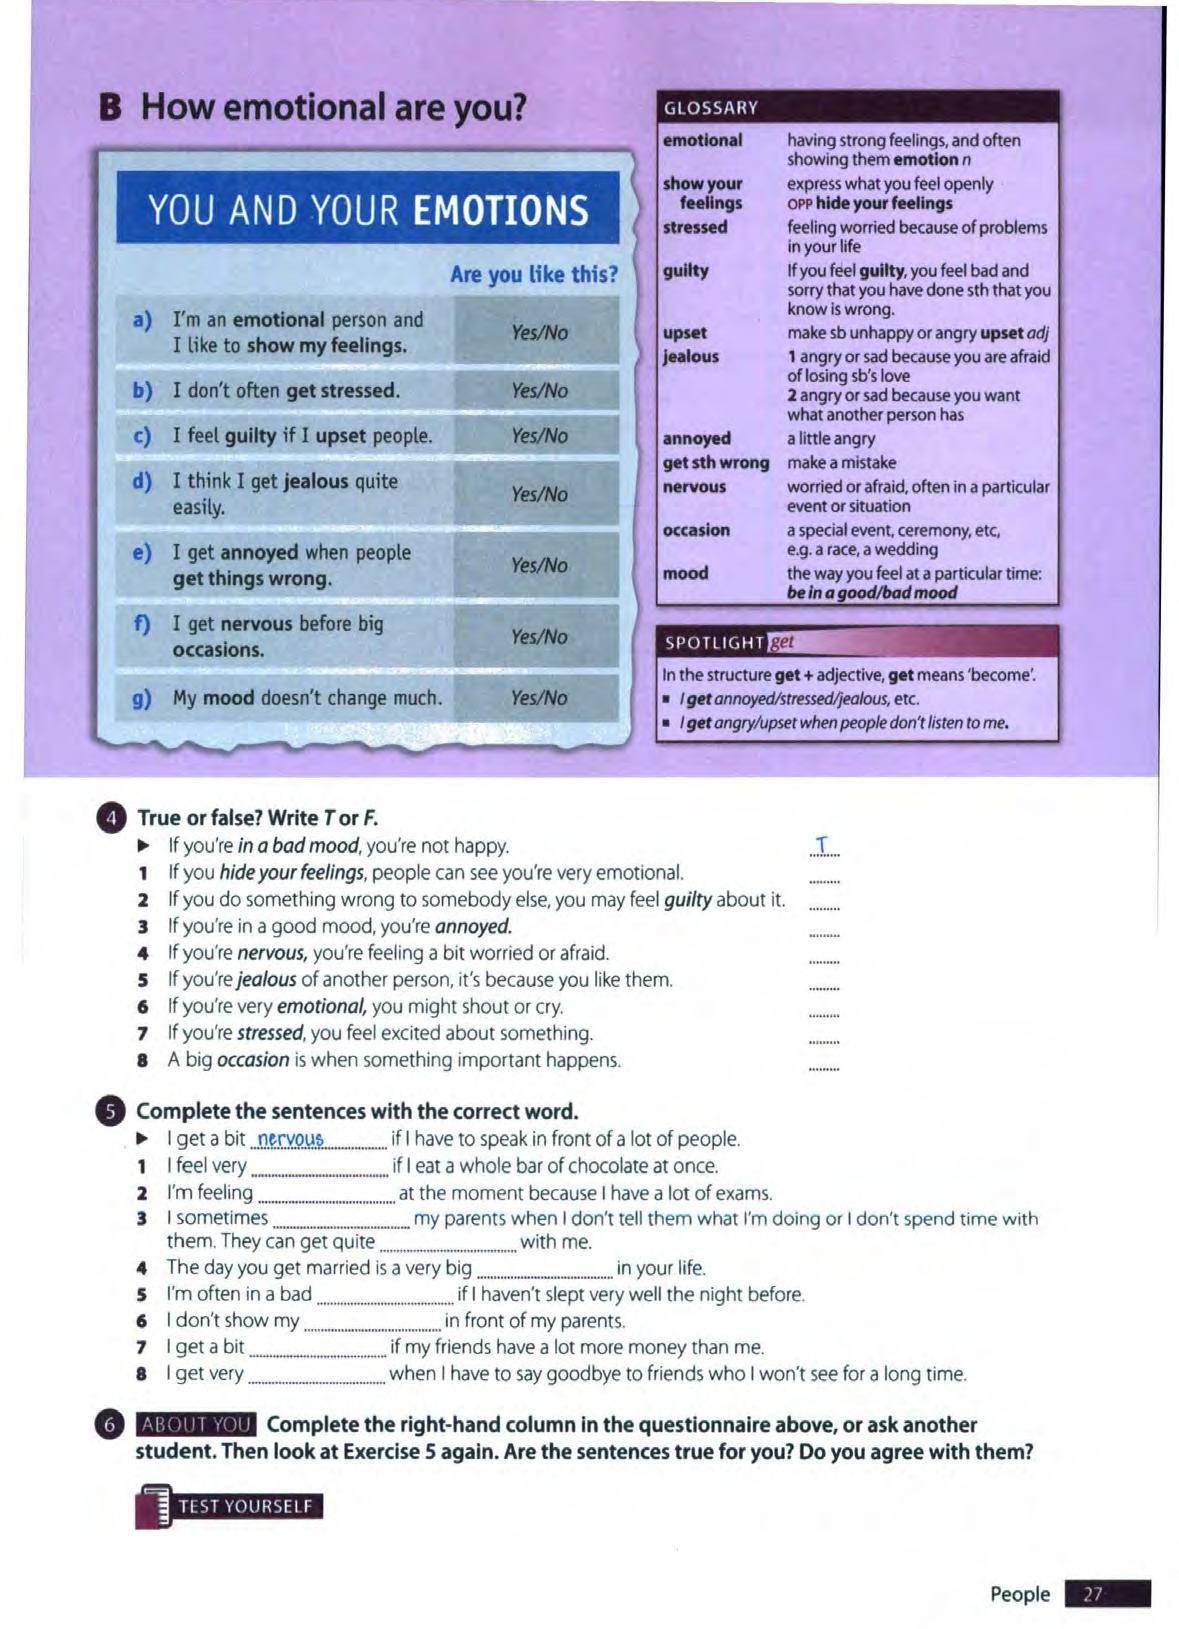 B How emotional are you?
YOU AND YOUR EMOTIONS
Are you like this?
a) I'm an emotional person and
I like to show my feelings.
Yes/No
b) I don't often get stressed.
Yes/No
c) I feel guilty if I upset people.
Yes/No
d) I think I get jealous quite
easily.
Yes/No
e) I get annoyed when people
get things wrong.
Yes/No
f) I get nervous before big
occasions.
Yes/No
g) My mood doesn't change much.
Yes/No
GLOSSARY
emotional having strong feelings, and often
showing them emotion n
show your express what you feel openly
feelings OPP hide your feelings
stressed feeling worried because of problems
in your life
guilty If you feel guilty, you feel bad and
sorry that you have done sth that you
know is wrong.
upset make sb unhappy or angry upset adj
jealous 1 angry or sad because you are afraid
of losing sb's love
2 angry or sad because you want
what another person has
annoyed a little angry
get sth wrong make a mistake
nervous worried or afraid, often in a particular
event or situation
occasion a special event, ceremony, etc,
e.g. a race, a wedding
mood the way you feel at a particular time:
be in a good/bad mood
SPOTLIGHT get
In the structure get + adjective, get means 'become'.
▪ I get annoyed/stressed/jealous, etc.
▪ I get angry/upset when people don't listen to me.
4 True or false? Write T or F.
► If you're in a bad mood, you're not happy. T
1 If you hide your feelings, people can see you're very emotional. .........
2 If you do something wrong to somebody else, you may feel guilty about it. .........
3 If you're in a good mood, you're annoyed. .........
4 If you're nervous, you're feeling a bit worried or afraid. .........
5 If you're jealous of another person, it's because you like them. .........
6 If you're very emotional, you might shout or cry. .........
7 If you're stressed, you feel excited about something. .........
8 A big occasion is when something important happens. .........
5 Complete the sentences with the correct word.
► I get a bit nervous if I have to speak in front of a lot of people.
1 I feel very .................... if I eat a whole bar of chocolate at once.
2 I'm feeling .................... at the moment because I have a lot of exams.
3 I sometimes .................... my parents when I don't tell them what I'm doing or I don't spend time with
them. They can get quite .................... with me.
4 The day you get married is a very big .................... in your life.
5 I'm often in a bad .................... if I haven't slept very well the night before.
6 I don't show my .................... in front of my parents.
7 I get a bit .................... if my friends have a lot more money than me.
8 I get very .................... when I have to say goodbye to friends who I won't see for a long time.
6 ABOUT YOU Complete the right-hand column in the questionnaire above, or ask another
student. Then look at Exercise 5 again. Are the sentences true for you? Do you agree with them?
TEST YOURSELF
People 27